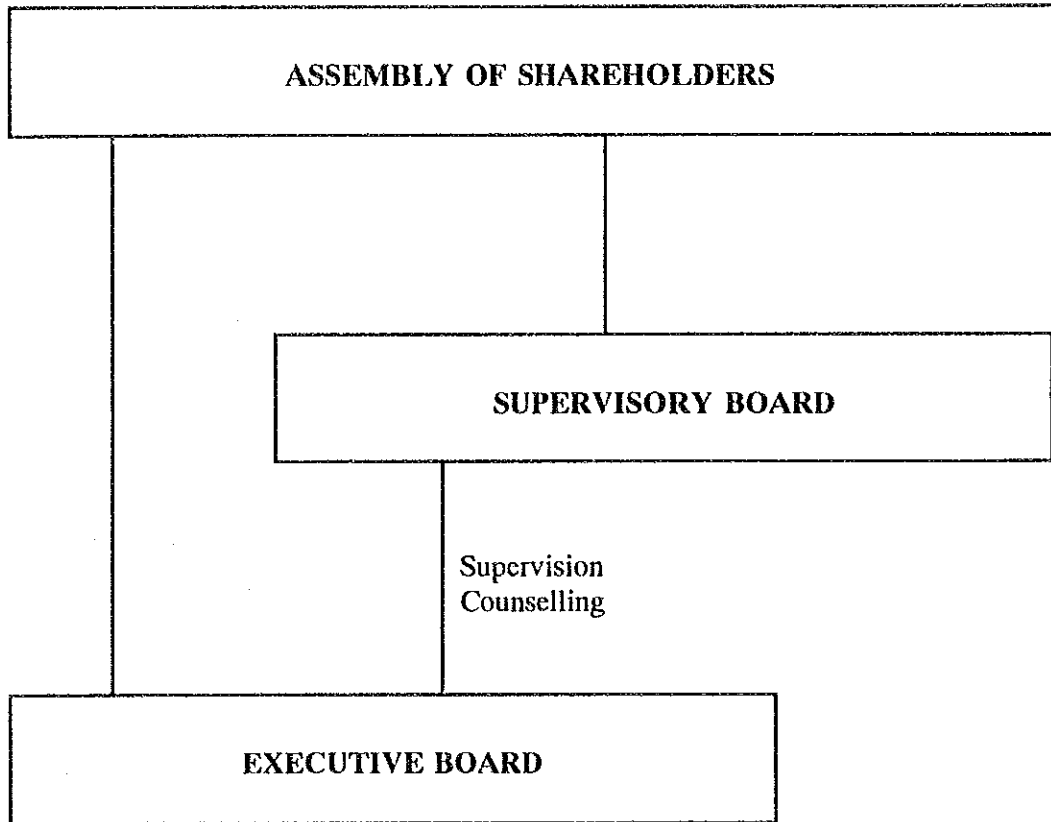 ASSEMBLY OF SHAREHOLDERS
SUPERVISORY BOARD
Supervision
Counselling
EXECUTIVE BOARD